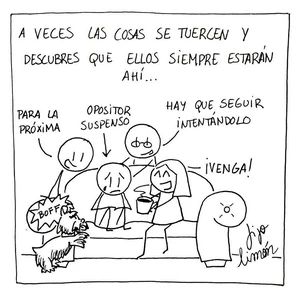 A VECES LAS COSAS SE TUERCEN Y
DESCUBRES QUE ELLOS SIEMPRE ESTARÁN
AHÍ...
PARA LA
PRÓXIMA
OPOSITOR
SUSPENSO
HAY QUE SEGUIR
INTENTÁNDOLO
¡VENGA!
BOFF
dijo
limón